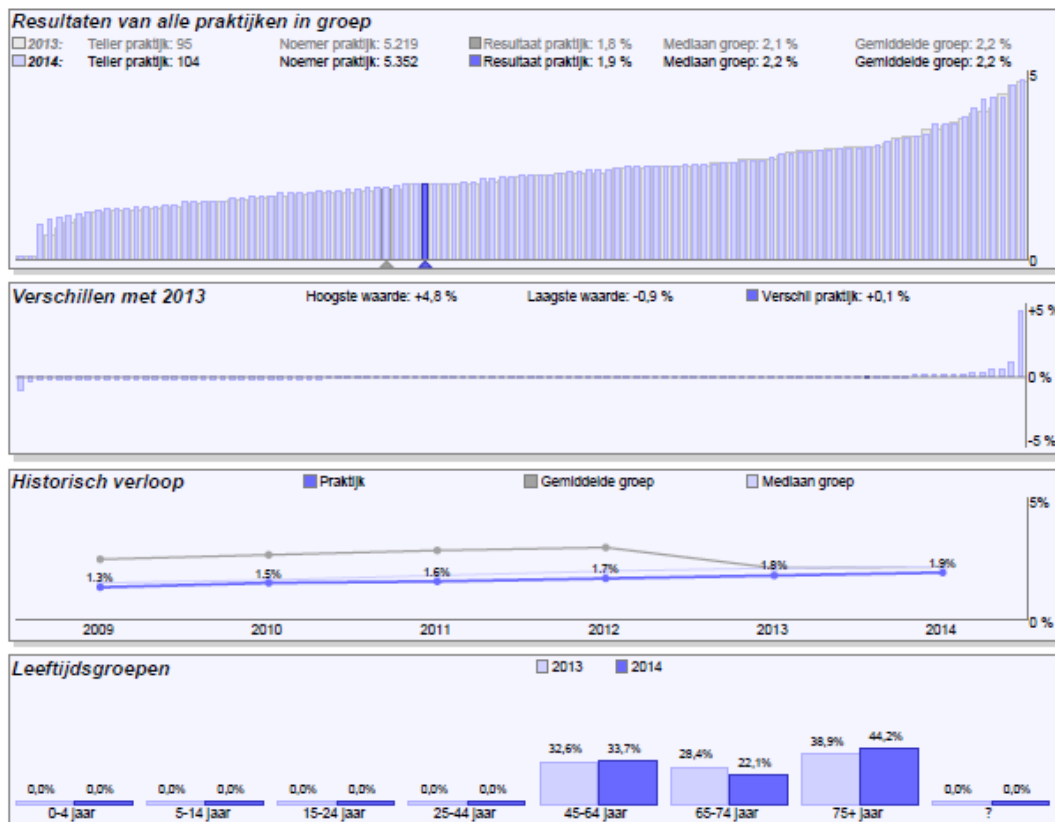 Resultaten van alle praktijken in groep
2013: Teller praktijk: 95 Noemer praktijk: 5.219 Resultaat praktijk: 1,8 % Mediaan groep: 2,1 % Gemiddelde groep: 2,2 %
2014: Teller praktijk: 104 Noemer praktijk: 5.352 Resultaat praktijk: 1,9 % Mediaan groep: 2,2 % Gemiddelde groep: 2,2 %
5
0
Verschillen met 2013 Hoogste waarde: +4,8 % Laagste waarde: -0,9 % Verschil praktijk: +0,1 %
+5 %
0 %
-5 %
Historisch verloop Praktijk Gemiddelde groep Mediaan groep
5%
1.3% 1.5% 1.6% 1.7% 1.8% 1.9%
0 %
2009 2010 2011 2012 2013 2014
Leeftijdsgroepen 2013 2014
0,0% 0,0% 0,0% 0,0% 0,0% 0,0% 0,0% 0,0% 32,6% 33,7% 28,4% 22,1% 38,9% 44,2% 0,0% 0,0%
0-4 jaar 5-14 jaar 15-24 jaar 25-44 jaar 45-64 jaar 65-74 jaar 75+ jaar ?